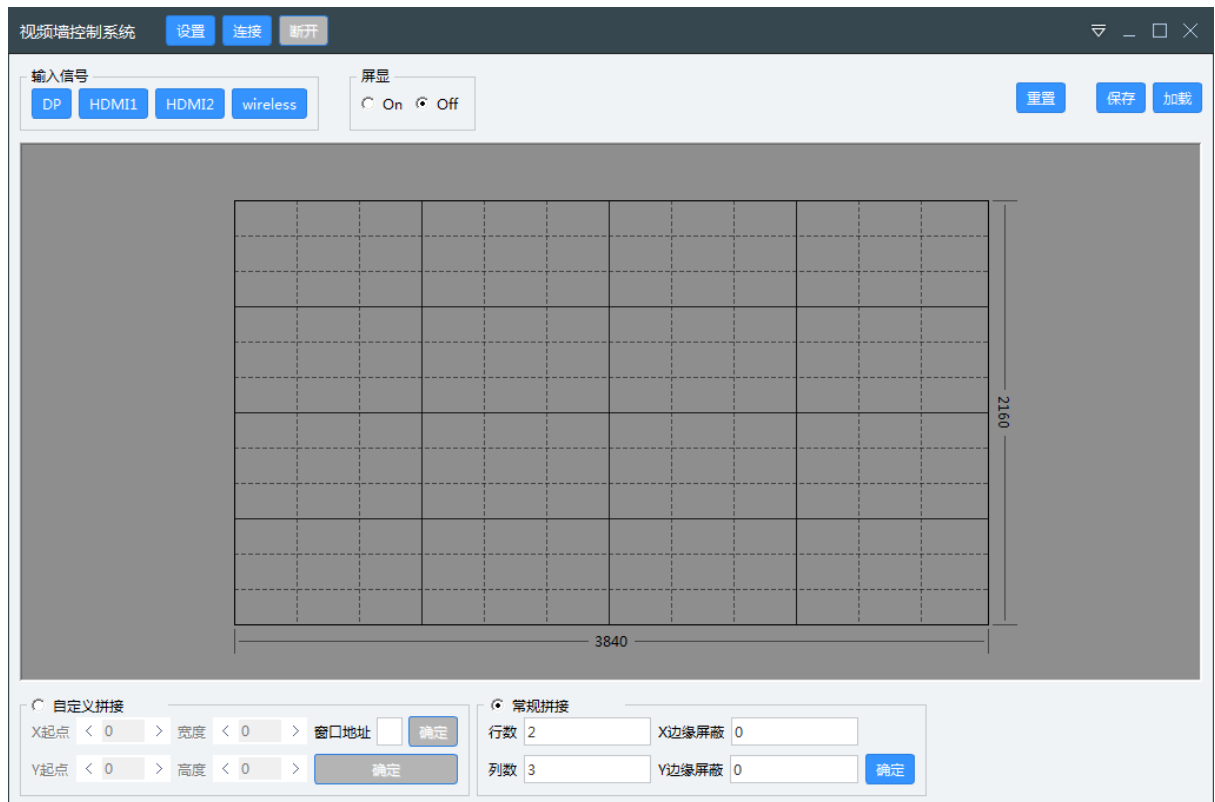 视频墙控制系统 设置 连接 断开
输入信号 屏显
DP HDMI1 HDMI2 wireless On Off 重置 保存 加载
2160
3840
自定义拼接 常规拼接
X起点 < 0 > 宽度 < 0 > 窗口地址 确定 行数 2 X边缘屏蔽 0
Y起点 < 0 > 高度 < 0 > 确定 列数 3 Y边缘屏蔽 0 确定